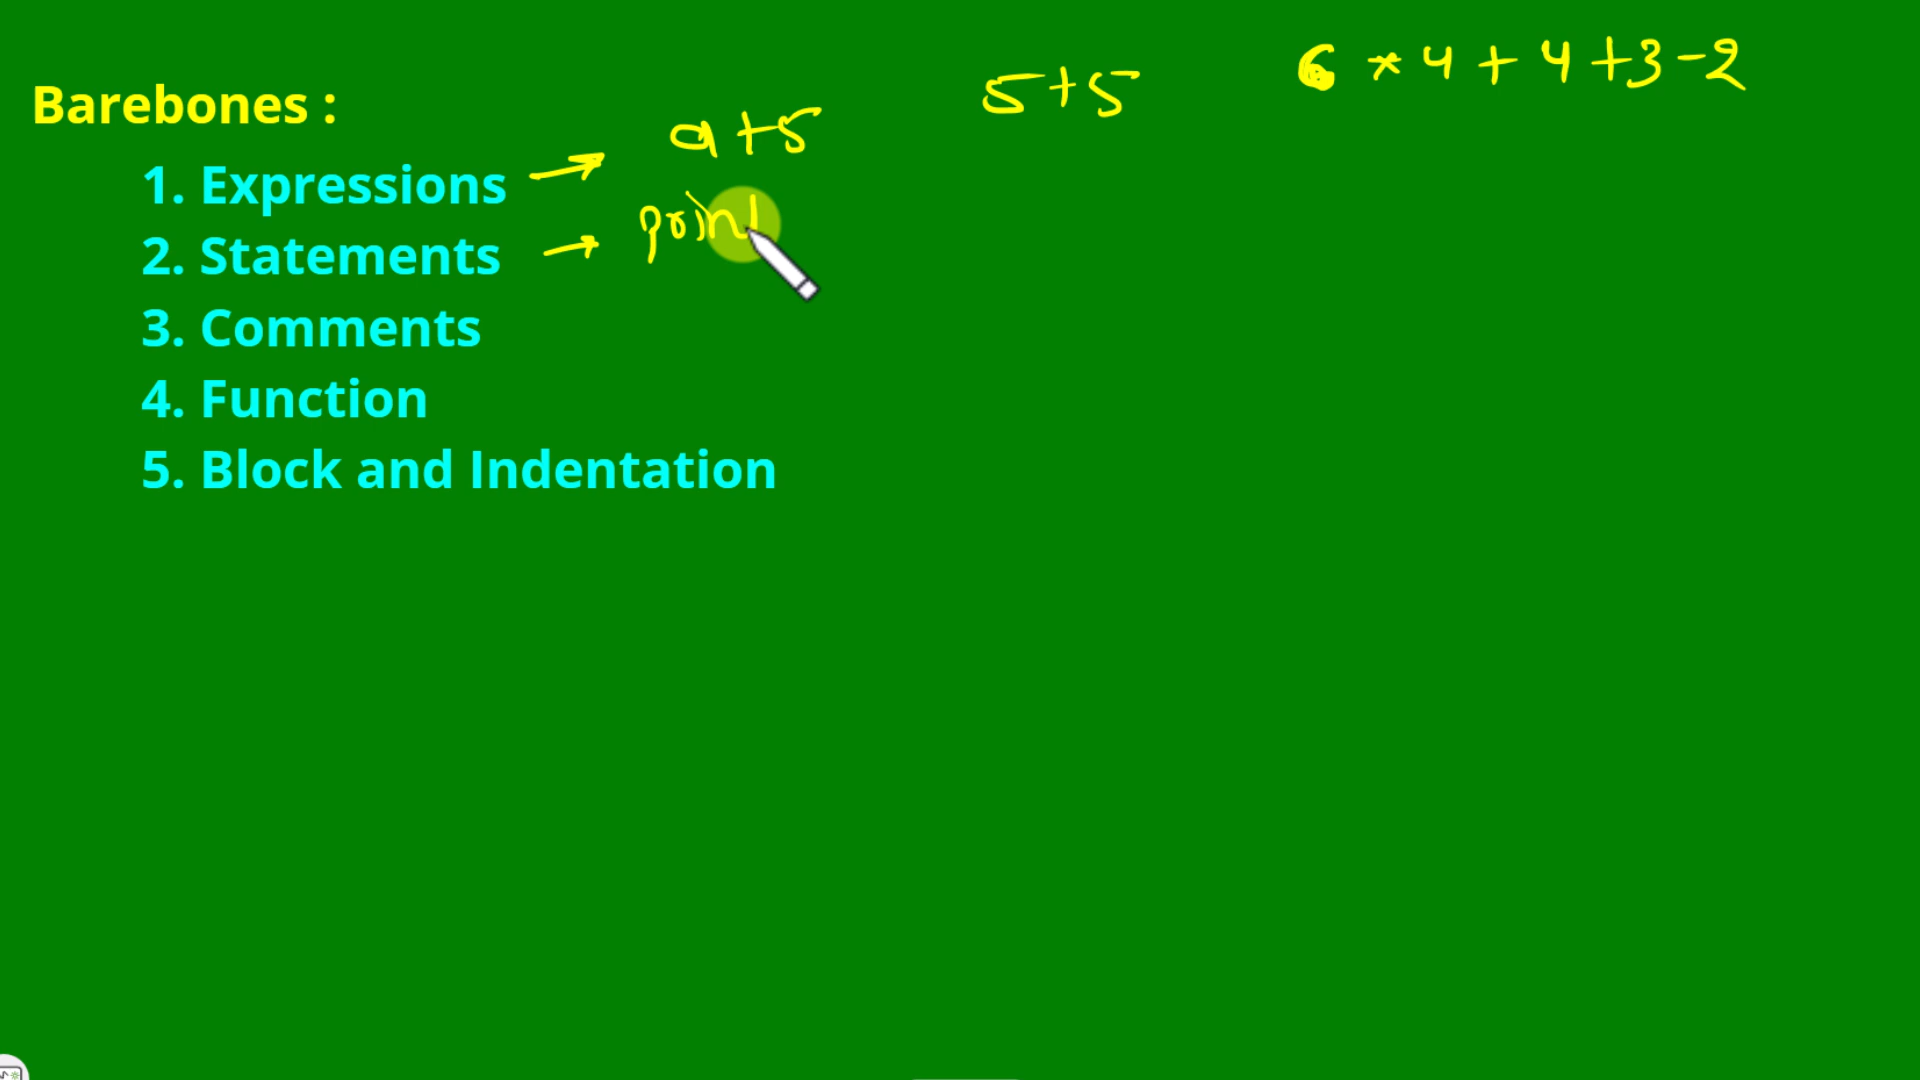 6 * 4 + 4 + 3 - 2
5 + 5
Barebones :
a + 5
1. Expressions →
2. Statements → print
3. Comments
4. Function
5. Block and Indentation